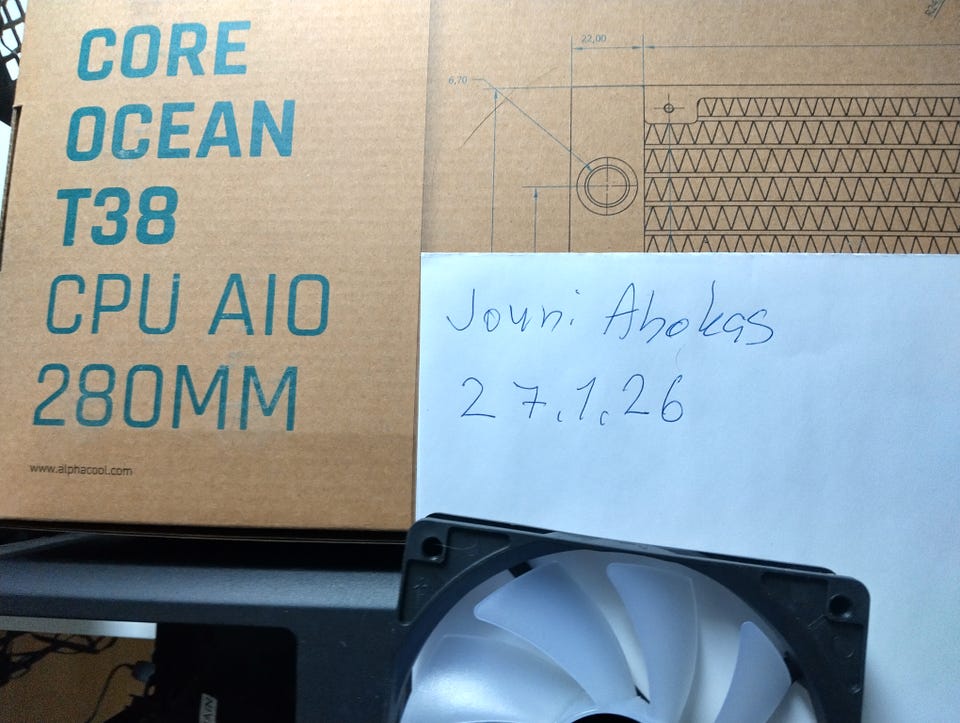 CORE
OCEAN
T38
CPU AIO
280MM
www.alphacool.com
22,00
6,70
Jouni Ahokas
27.1.26